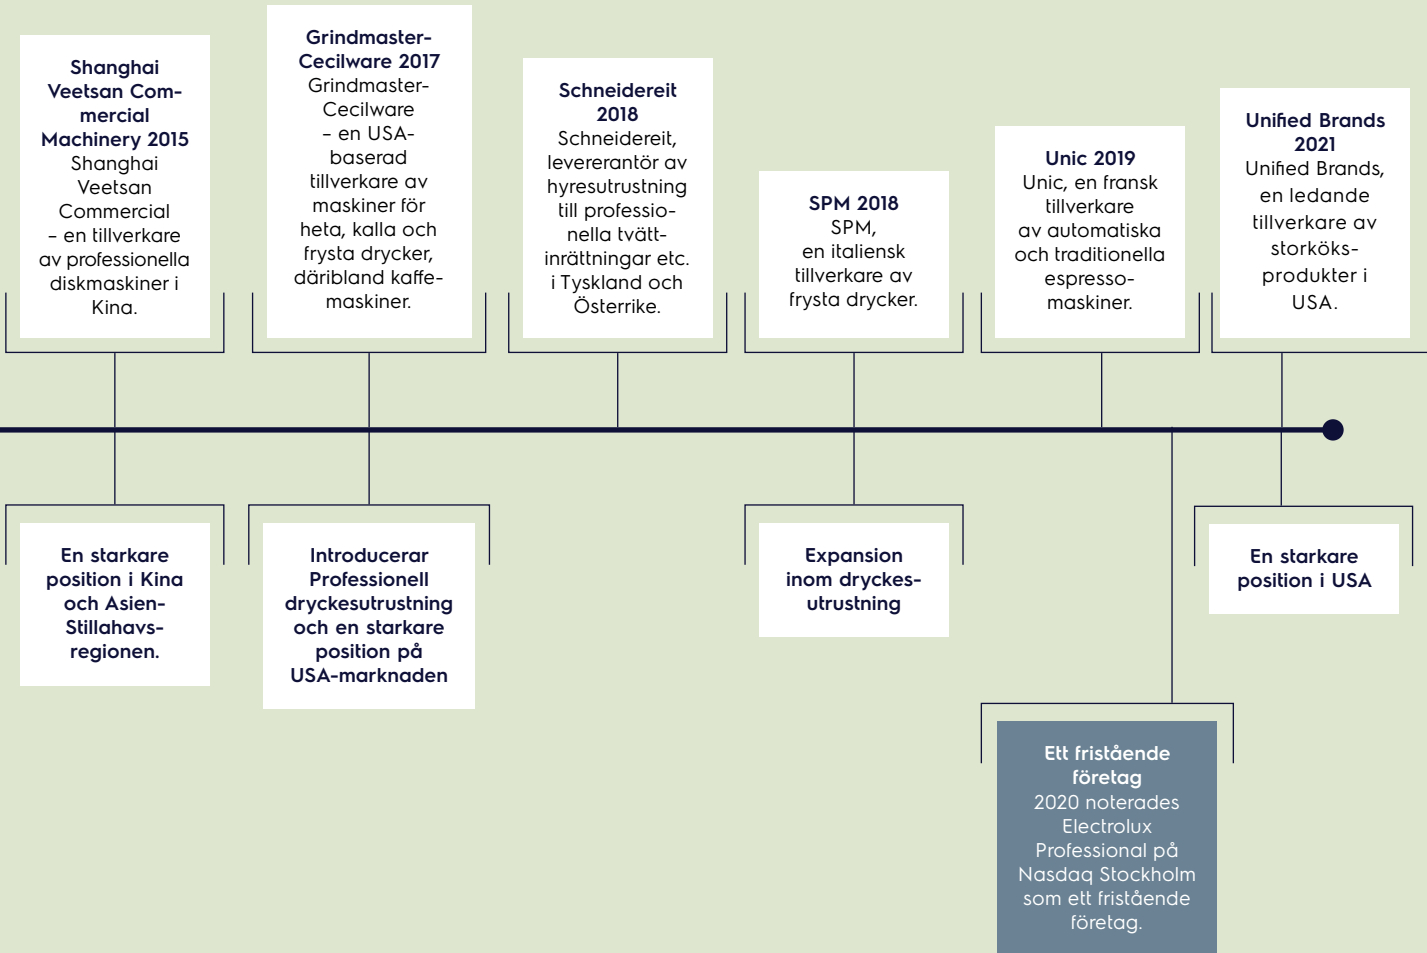 Shanghai
Veetsan Com-
mercial
Machinery 2015
Shanghai
Veetsan
Commercial
– en tillverkare
av professionella
diskmaskiner i
Kina.
Grindmaster-
Cecilware 2017
Grindmaster-
Cecilware
– en USA-
baserad
tillverkare av
maskiner för
heta, kalla och
frysta drycker,
däribland kaffe-
maskiner.
Schneidereit
2018
Schneidereit,
levererantör av
hyresutrustning
till professio-
nella tvätt-
inrättningar etc.
i Tyskland och
Österrike.
SPM 2018
SPM,
en italiensk
tillverkare av
frysta drycker.
Unic 2019
Unic, en fransk
tillverkare
av automatiska
och traditionella
espresso-
maskiner.
Unified Brands
2021
Unified Brands,
en ledande
tillverkare av
storköks-
produkter i
USA.
En starkare
position i Kina
och Asien-
Stillahavs-
regionen.
Introducerar
Professionell
dryckesutrustning
och en starkare
position på
USA-marknaden
Expansion
inom dryckes-
utrustning
En starkare
position i USA
Ett fristående
företag
2020 noterades
Electrolux
Professional på
Nasdaq Stockholm
som ett fristående
företag.